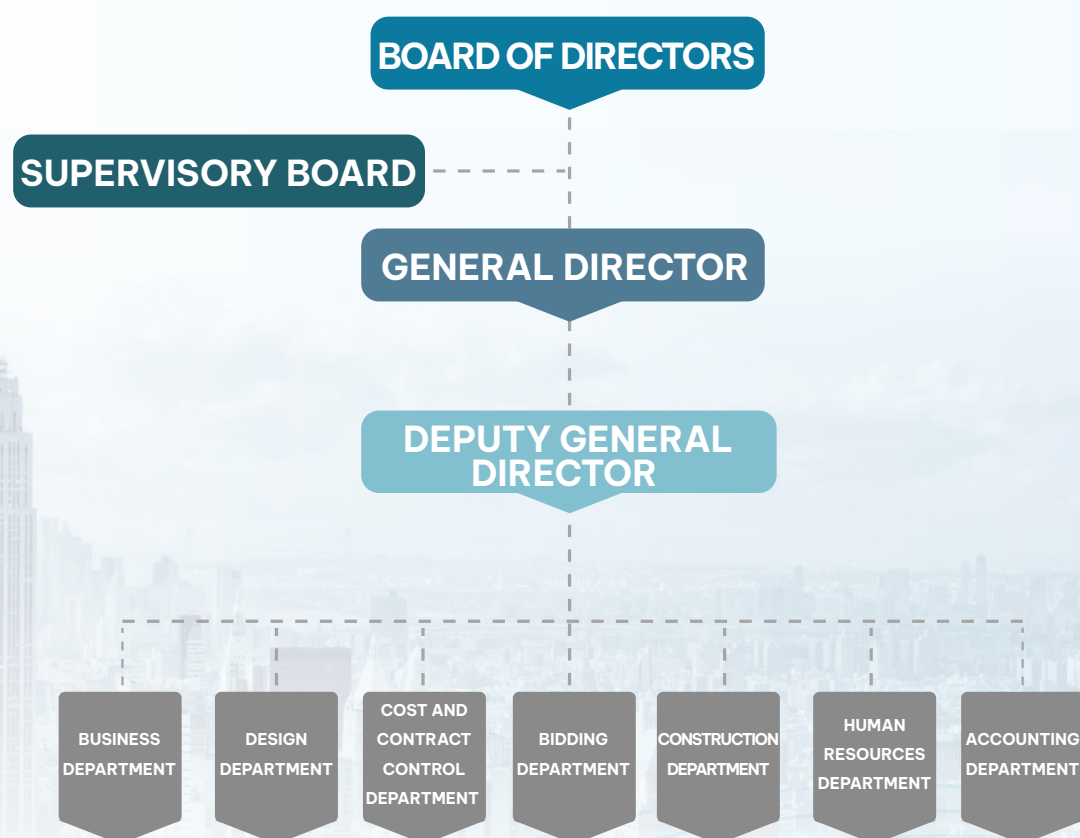 BOARD OF DIRECTORS
SUPERVISORY BOARD
GENERAL DIRECTOR
DEPUTY GENERAL
DIRECTOR
BUSINESS
DEPARTMENT
DESIGN
DEPARTMENT
COST AND
CONTRACT
CONTROL
DEPARTMENT
BIDDING
DEPARTMENT
CONSTRUCTION
DEPARTMENT
HUMAN
RESOURCES
DEPARTMENT
ACCOUNTING
DEPARTMENT